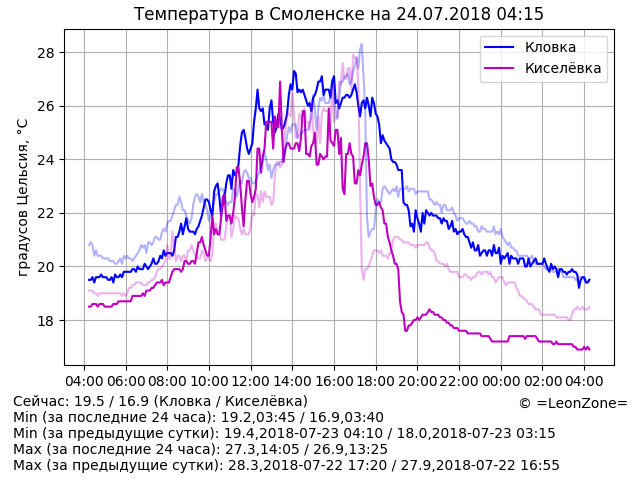 Температура в Смоленске на 24.07.2018 04:15
Кловка
Киселёвка
градусов Цельсия, °C
28
26
24
22
20
18
04:00 06:00 08:00 10:00 12:00 14:00 16:00 18:00 20:00 22:00 00:00 02:00 04:00
Сейчас: 19.5 / 16.9 (Кловка / Киселёвка)
© =LeonZone=
Min (за последние 24 часа): 19.2,03:45 / 16.9,03:40
Min (за предыдущие сутки): 19.4,2018-07-23 04:10 / 18.0,2018-07-23 03:15
Max (за последние 24 часа): 27.3,14:05 / 26.9,13:25
Max (за предыдущие сутки): 28.3,2018-07-22 17:20 / 27.9,2018-07-22 16:55